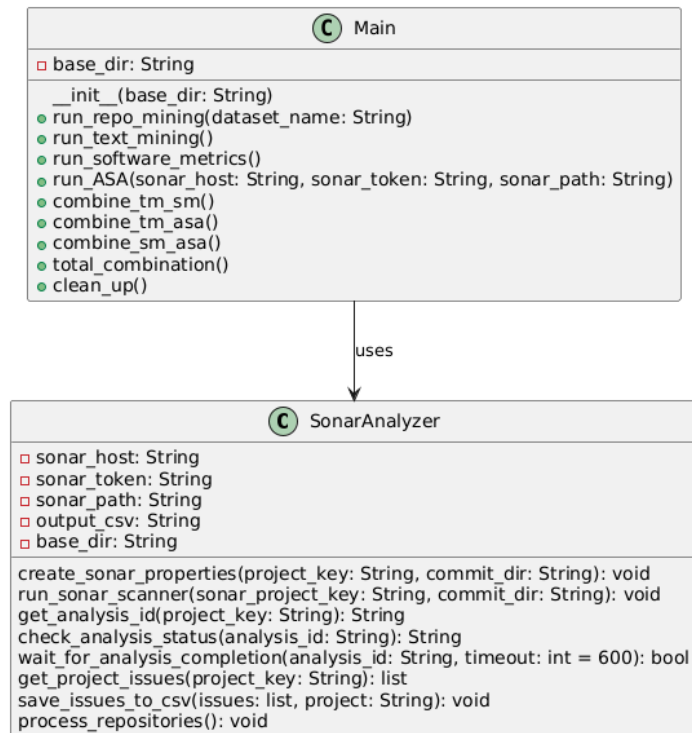 C Main
base_dir: String
__init__(base_dir: String)
run_repo_mining(dataset_name: String)
run_text_mining()
run_software_metrics()
run_ASA(sonar_host: String, sonar_token: String, sonar_path: String)
combine_tm_sm()
combine_tm_asa()
combine_sm_asa()
total_combination()
clean_up()
uses
C SonarAnalyzer
sonar_host: String
sonar_token: String
sonar_path: String
output_csv: String
base_dir: String
create_sonar_properties(project_key: String, commit_dir: String): void
run_sonar_scanner(sonar_project_key: String, commit_dir: String): void
get_analysis_id(project_key: String): String
check_analysis_status(analysis_id: String): String
wait_for_analysis_completion(analysis_id: String, timeout: int = 600): bool
get_project_issues(project_key: String): list
save_issues_to_csv(issues: list, project: String): void
process_repositories(): void